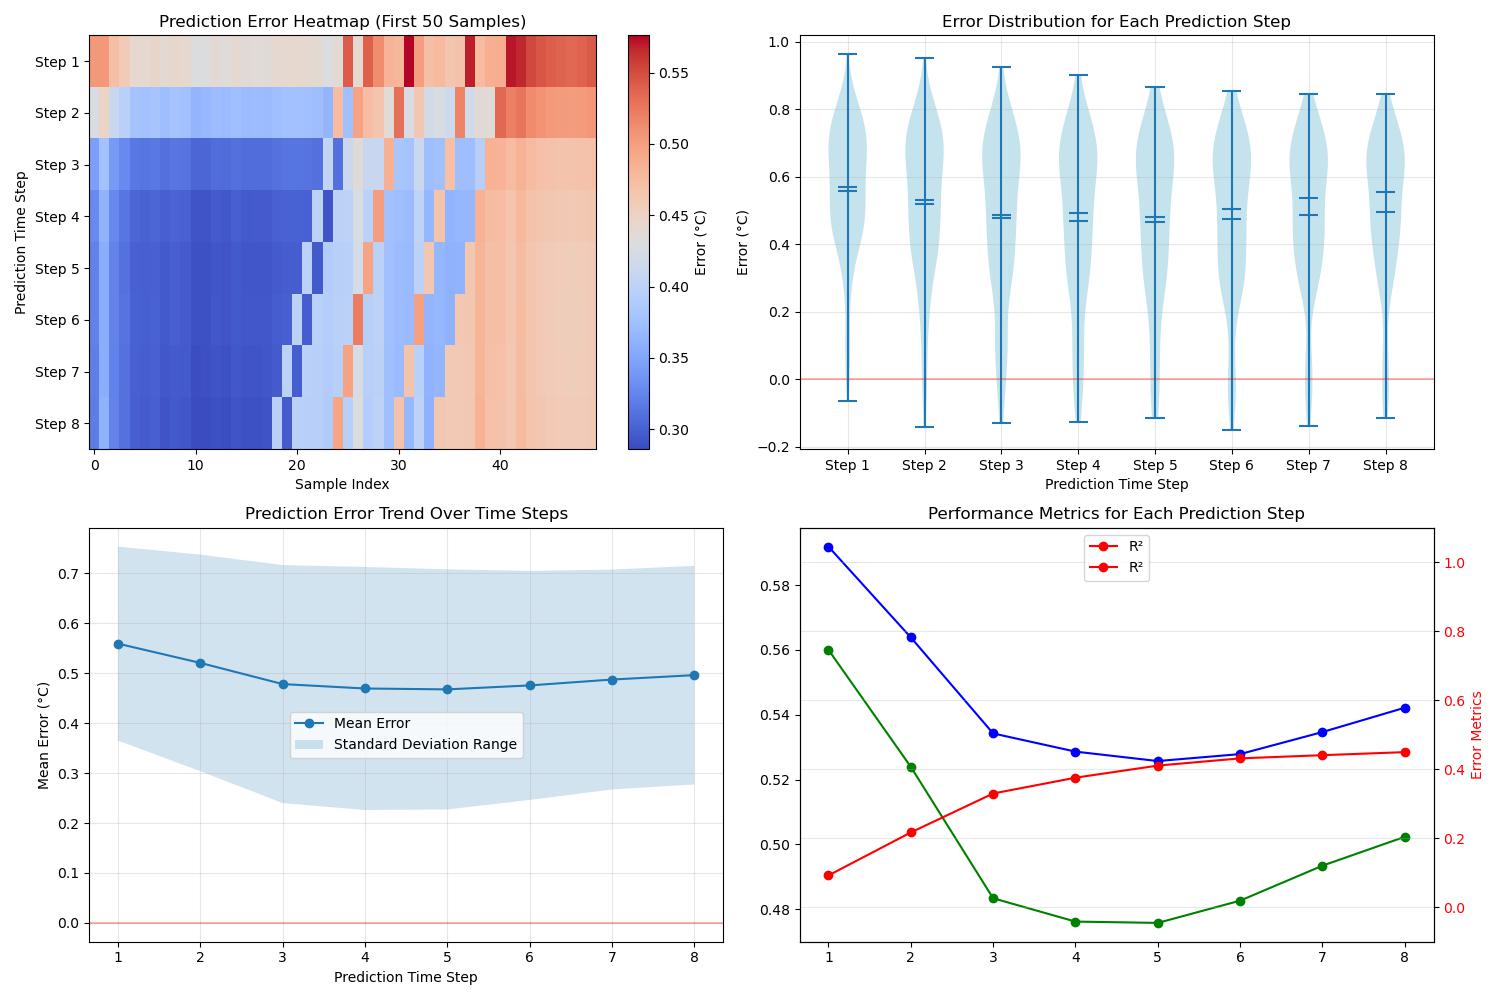 Prediction Error Heatmap (First 50 Samples)
Prediction Time Step
Step 1
Step 2
Step 3
Step 4
Step 5
Step 6
Step 7
Step 8
0 10 20 30 40
Sample Index
0.55
0.50
0.45
0.40
0.35
0.30
Error (°C)
Error Distribution for Each Prediction Step
Error (°C)
1.0
0.8
0.6
0.4
0.2
0.0
−0.2
Step 1 Step 2 Step 3 Step 4 Step 5 Step 6 Step 7 Step 8
Prediction Time Step
Prediction Error Trend Over Time Steps
Mean Error (°C)
0.7
0.6
0.5
0.4
0.3
0.2
0.1
0.0
Mean Error
Standard Deviation Range
1 2 3 4 5 6 7 8
Prediction Time Step
Performance Metrics for Each Prediction Step
R²
R²
0.58
0.56
0.54
0.52
0.50
0.48
1.0
0.8
0.6
0.4
0.2
0.0
Error Metrics
1 2 3 4 5 6 7 8